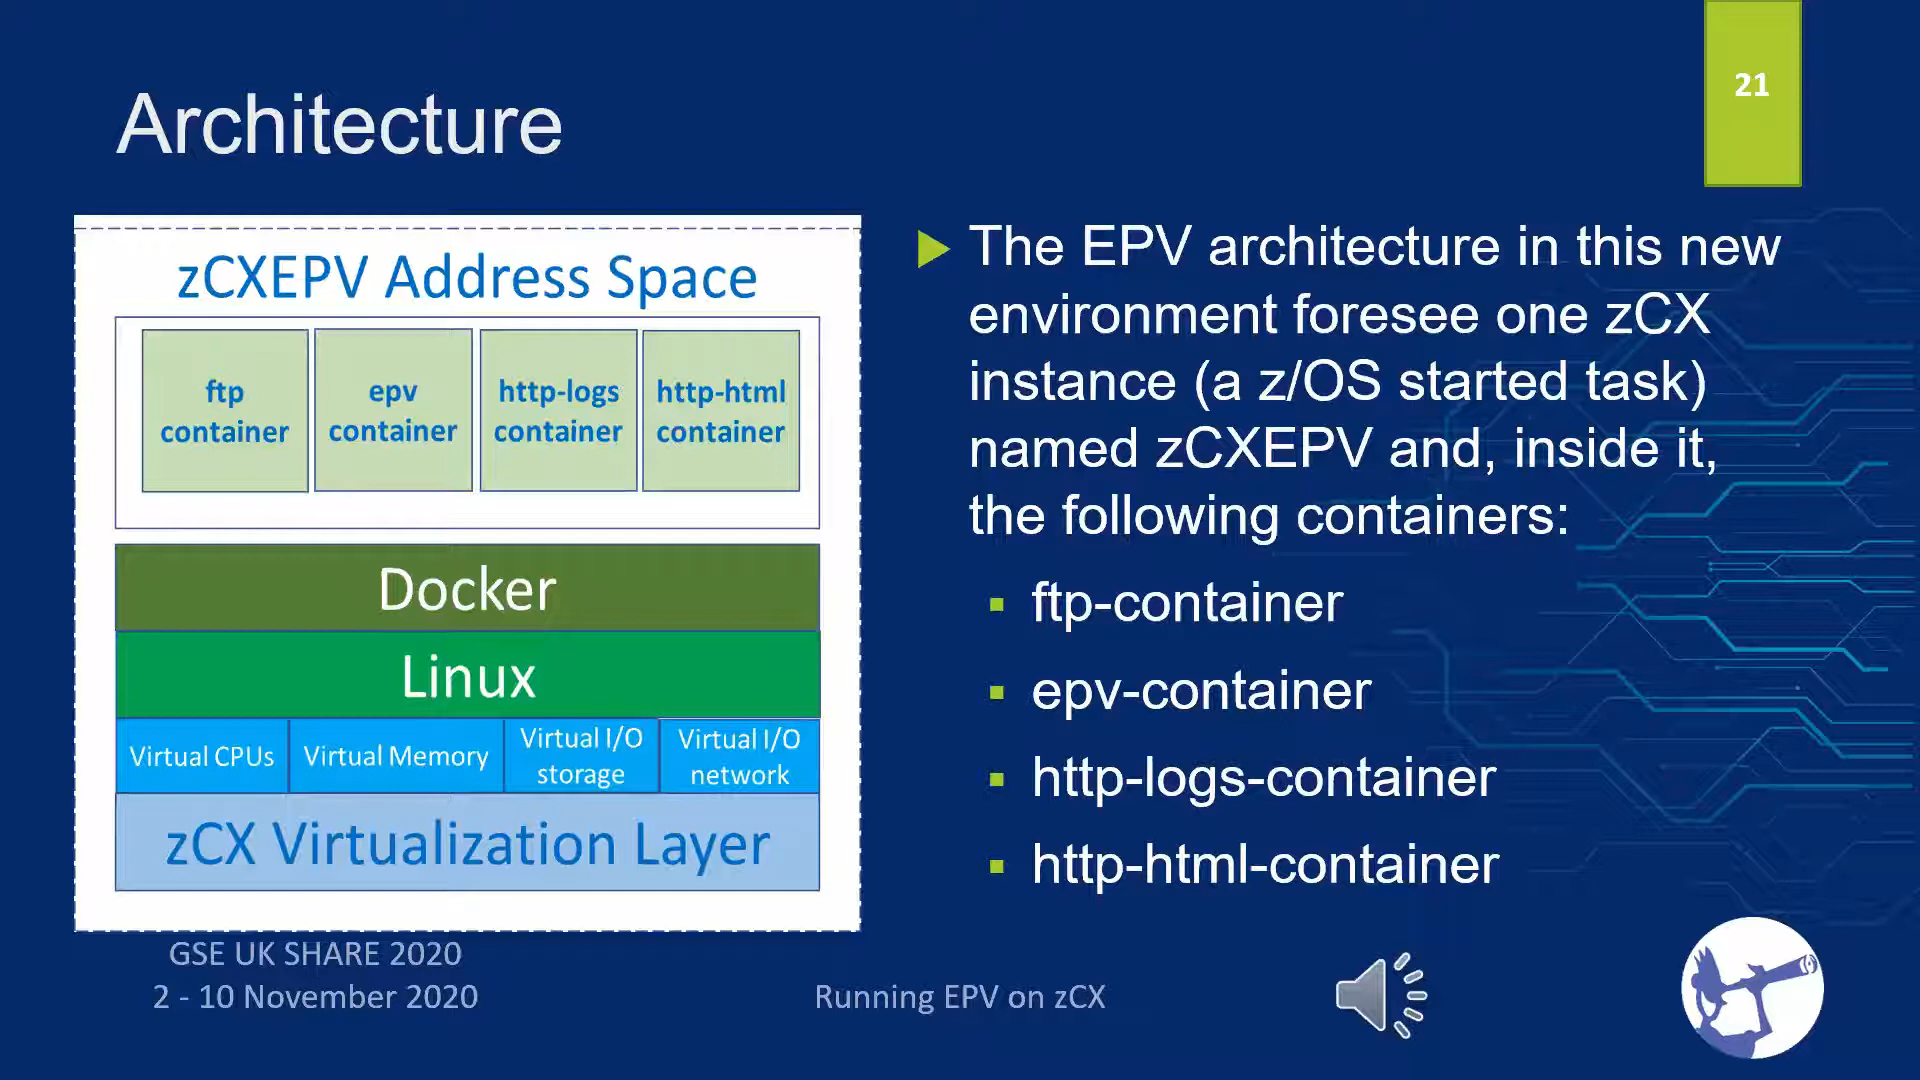 21
Architecture
zCXEPV Address Space
ftp
container
epv
container
http-logs
container
http-html
container
Docker
Linux
Virtual CPUs
Virtual Memory
Virtual I/O
storage
Virtual I/O
network
zCX Virtualization Layer
The EPV architecture in this new
environment foresee one zCX
instance (a z/OS started task)
named zCXEPV and, inside it,
the following containers:
ftp-container
epv-container
http-logs-container
http-html-container
GSE UK SHARE 2020
2 - 10 November 2020
Running EPV on zCX